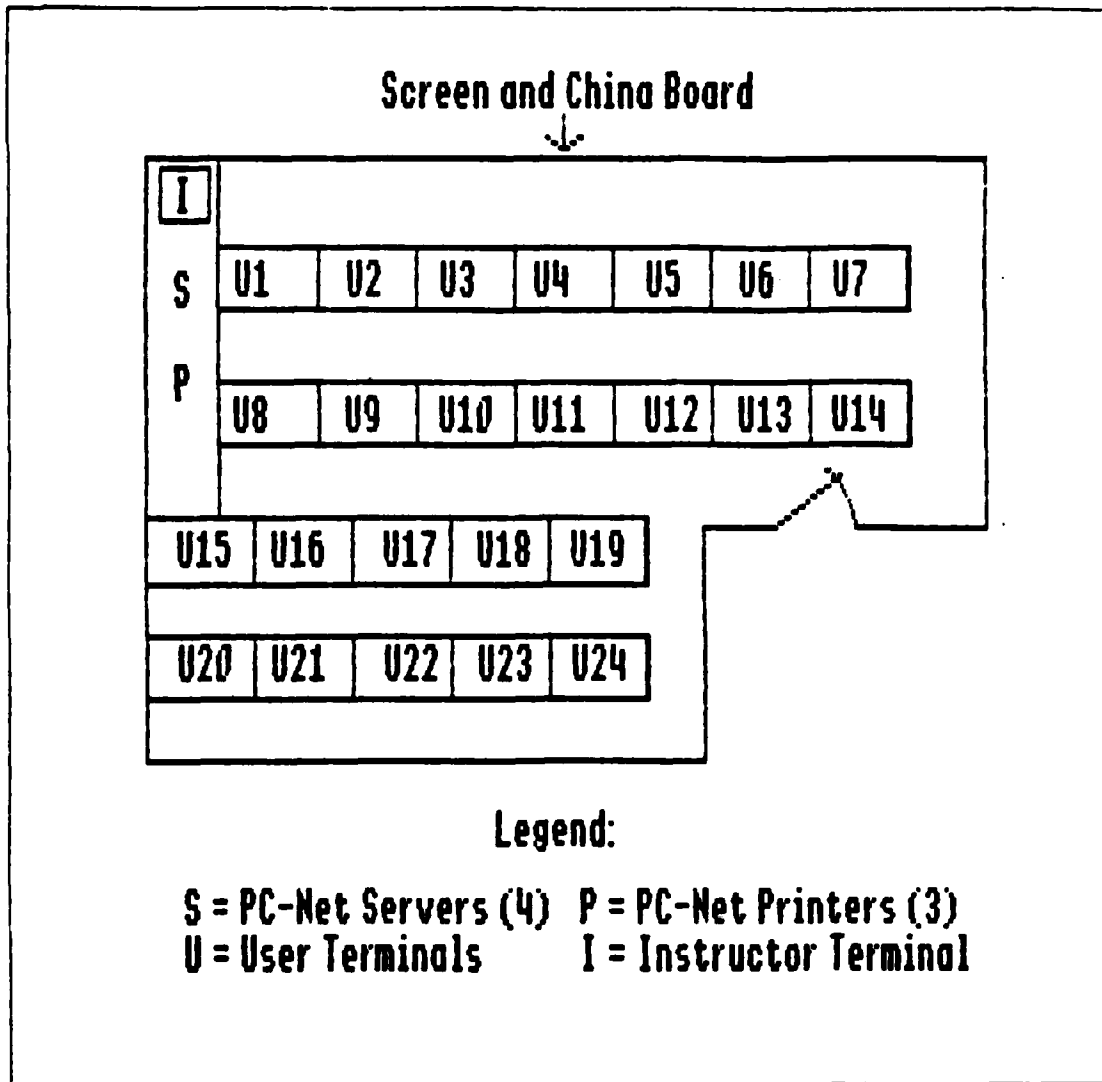 Screen and China Board
I
S
U1 U2 U3 U4 U5 U6 U7
P
U8 U9 U10 U11 U12 U13 U14
U15 U16 U17 U18 U19
U20 U21 U22 U23 U24
Legend:
S = PC-Net Servers (4) P = PC-Net Printers (3)
U = User Terminals I = Instructor Terminal